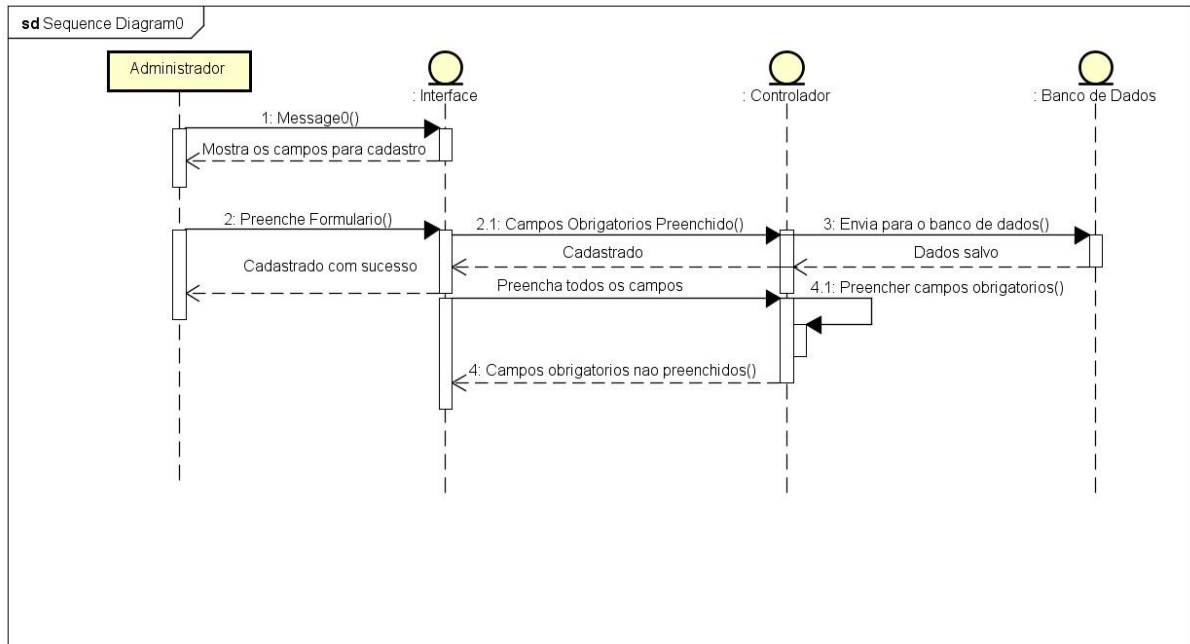 sd Sequence Diagram0
Administrador
: Interface
: Controlador
: Banco de Dados
1: Message0()
Mostra os campos para cadastro
2: Preenche Formulario()
2.1: Campos Obrigatorios Preenchido()
3: Envia para o banco de dados()
Cadastrado com sucesso
Cadastrado
Dados salvo
Preencha todos os campos
4.1: Preencher campos obrigatorios()
4: Campos obrigatorios nao preenchidos()